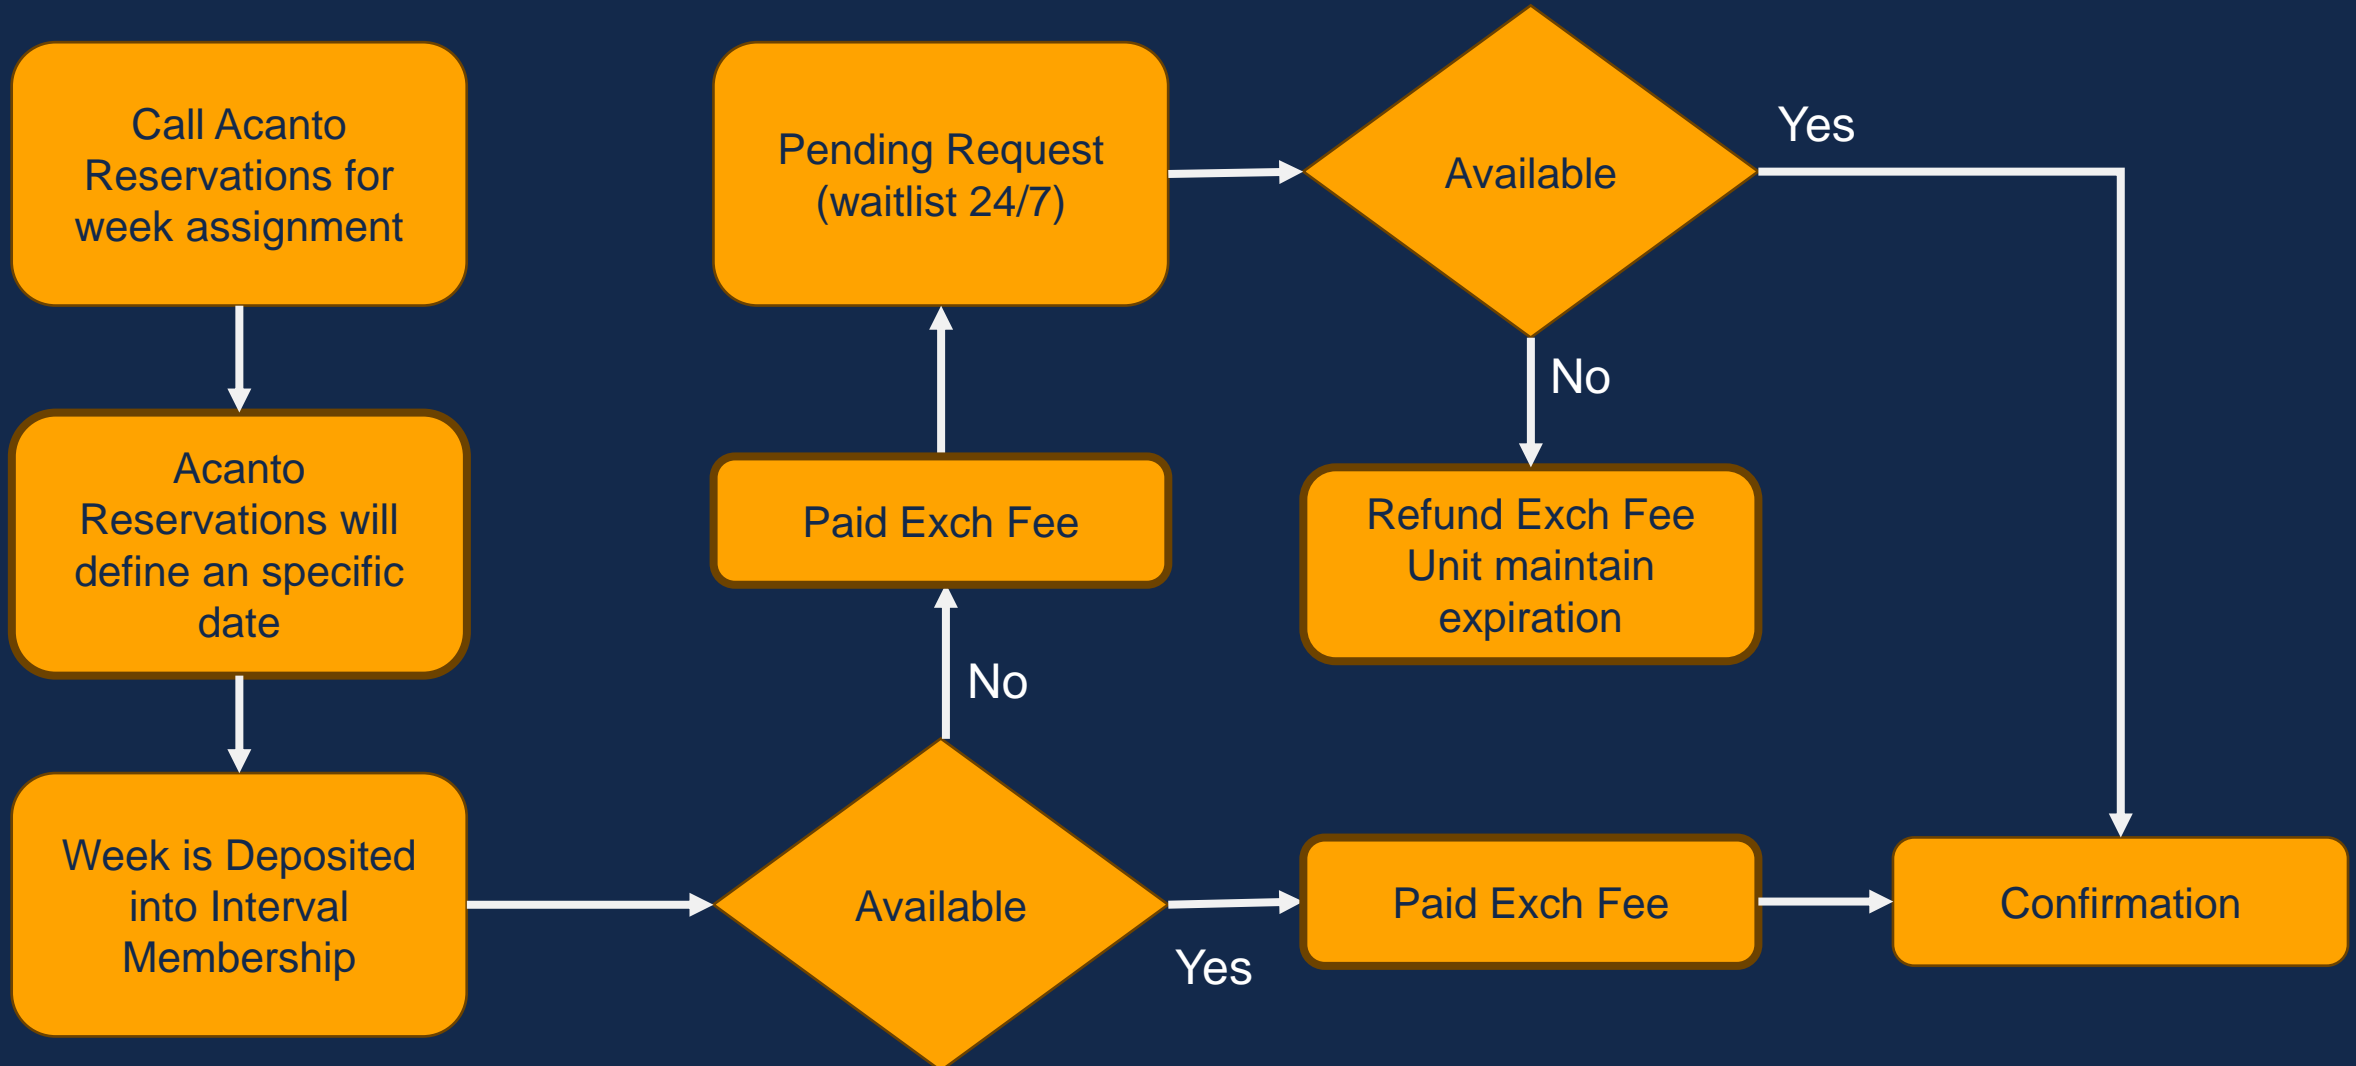 Call Acanto
Reservations for
week assignment
Acanto
Reservations will
define an specific
date
Week is Deposited
into Interval
Membership
Available
No
Paid Exch Fee
Pending Request
(waitlist 24/7)
Available
Yes
No
Refund Exch Fee
Unit maintain
expiration
Yes
Paid Exch Fee
Confirmation